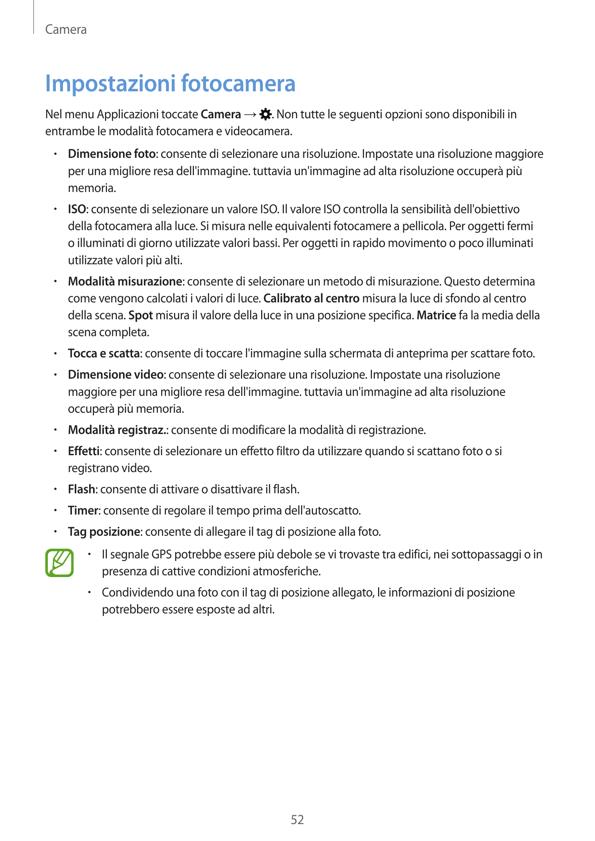 Camera
Impostazioni fotocamera
Nel menu Applicazioni toccate Camera → . Non tutte le seguenti opzioni sono disponibili in
entrambe le modalità fotocamera e videocamera.
• Dimensione foto: consente di selezionare una risoluzione. Impostate una risoluzione maggiore
per una migliore resa dell'immagine. tuttavia un'immagine ad alta risoluzione occuperà più
memoria.
• ISO: consente di selezionare un valore ISO. Il valore ISO controlla la sensibilità dell'obiettivo
della fotocamera alla luce. Si misura nelle equivalenti fotocamere a pellicola. Per oggetti fermi
o illuminati di giorno utilizzate valori bassi. Per oggetti in rapido movimento o poco illuminati
utilizzate valori più alti.
• Modalità misurazione: consente di selezionare un metodo di misurazione. Questo determina
come vengono calcolati i valori di luce. Calibrato al centro misura la luce di sfondo al centro
della scena. Spot misura il valore della luce in una posizione specifica. Matrice fa la media della
scena completa.
• Tocca e scatta: consente di toccare l'immagine sulla schermata di anteprima per scattare foto.
• Dimensione video: consente di selezionare una risoluzione. Impostate una risoluzione
maggiore per una migliore resa dell'immagine. tuttavia un'immagine ad alta risoluzione
occuperà più memoria.
• Modalità registraz.: consente di modificare la modalità di registrazione.
• Effetti: consente di selezionare un effetto filtro da utilizzare quando si scattano foto o si
registrano video.
• Flash: consente di attivare o disattivare il flash.
• Timer: consente di regolare il tempo prima dell'autoscatto.
• Tag posizione: consente di allegare il tag di posizione alla foto.
• Il segnale GPS potrebbe essere più debole se vi trovaste tra edifici, nei sottopassaggi o in
presenza di cattive condizioni atmosferiche.
• Condividendo una foto con il tag di posizione allegato, le informazioni di posizione
potrebbero essere esposte ad altri.
52